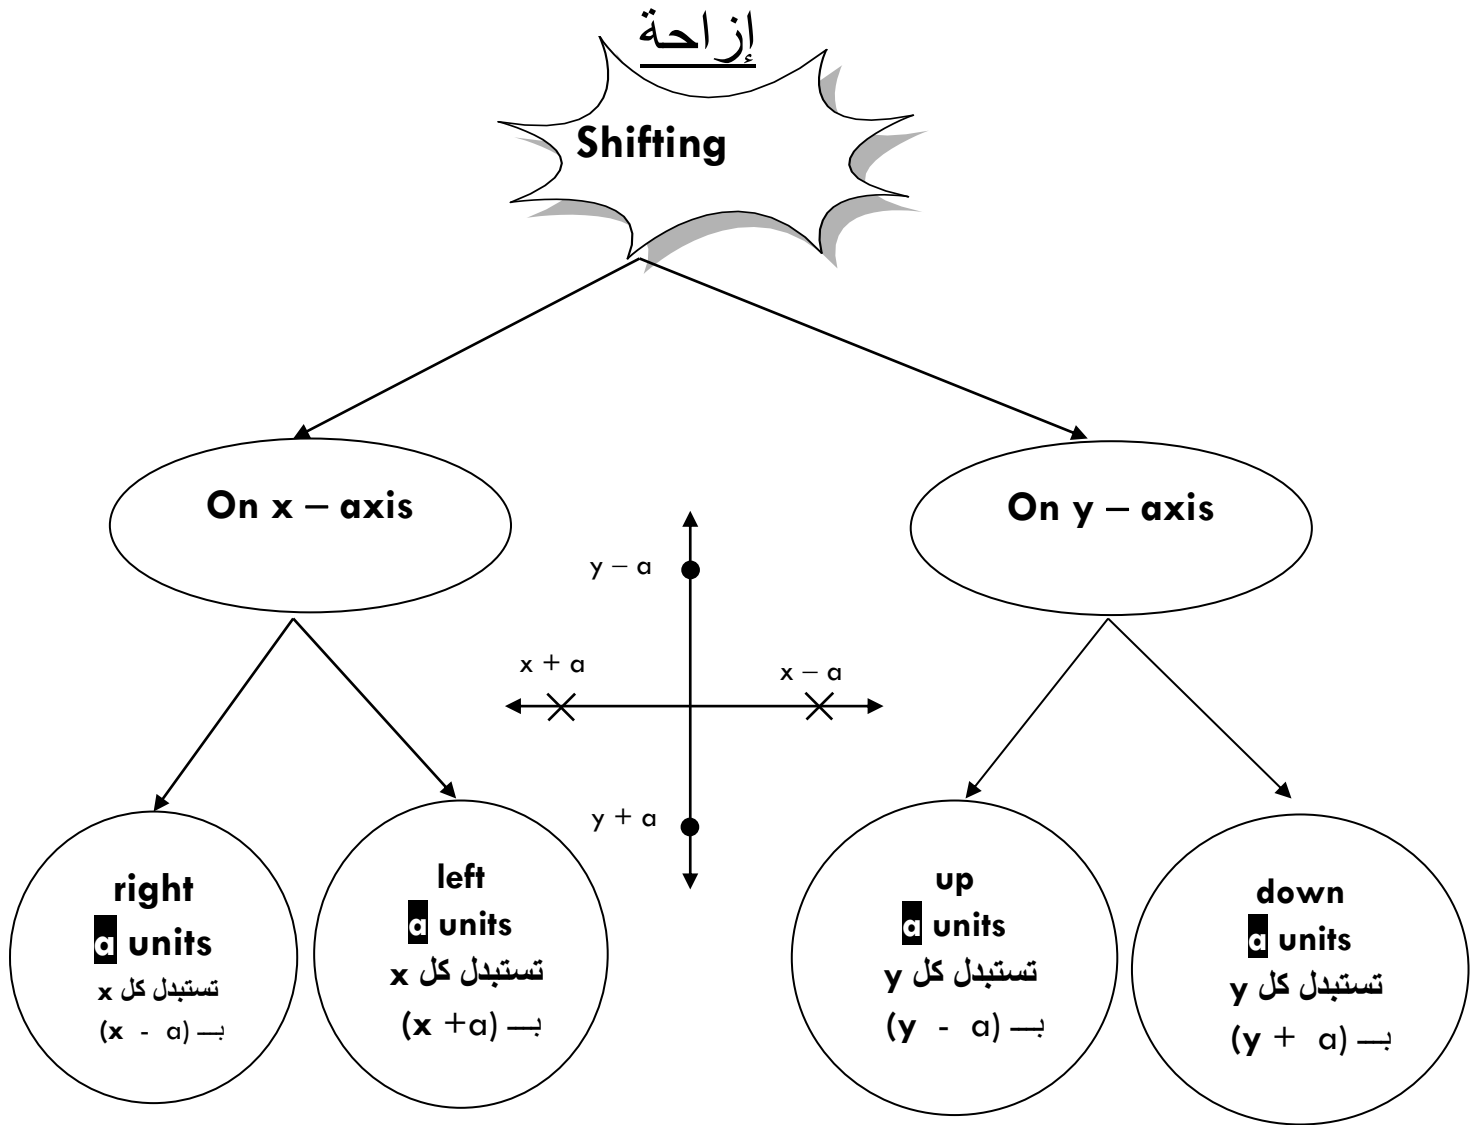 إزاحة
Shifting
On x – axis
On y – axis
y – a
x + a
x – a
y + a
right
a units
تستبدل كل x
بـــ (x - a)
left
a units
تستبدل كل x
بـــ (x +a)
up
a units
تستبدل كل y
بـــ (y - a)
down
a units
تستبدل كل y
بـــ (y + a)